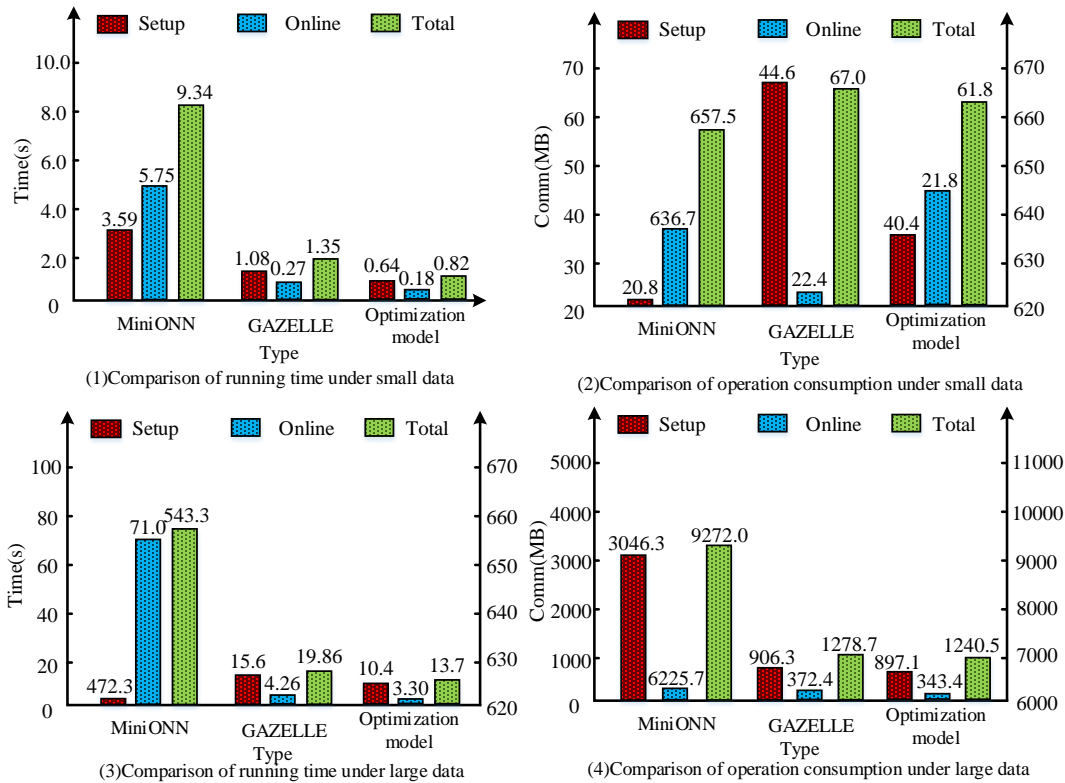 Setup Online Total
10.0
8.0
6.0
4.0
2.0
0
Time(s)
3.59 5.75 9.34
1.08 0.27 1.35
0.64 0.18 0.82
MiniONN GAZELLE Optimization
model
Type
(1)Comparison of running time under small data
Setup Online Total
70
60
50
40
30
20
Comm(MB)
670
660
650
640
630
620
20.8 636.7 657.5
44.6 22.4 67.0
40.4 21.8 61.8
MiniONN GAZELLE Optimization
model
Type
(2)Comparison of operation consumption under small data
Setup Online Total
100
80
60
40
20
0
Time(s)
670
660
650
640
630
620
472.3 71.0 543.3
15.6 4.26 19.86
10.4 3.30 13.7
MiniONN GAZELLE Optimization
model
Type
(3)Comparison of running time under large data
Setup Online Total
5000
4000
3000
2000
1000
0
Comm(MB)
11000
10000
9000
8000
7000
6000
3046.3 6225.7 9272.0
906.3 372.4 1278.7
897.1 343.4 1240.5
MiniONN GAZELLE Optimization
model
Type
(4)Comparison of operation consumption under large data